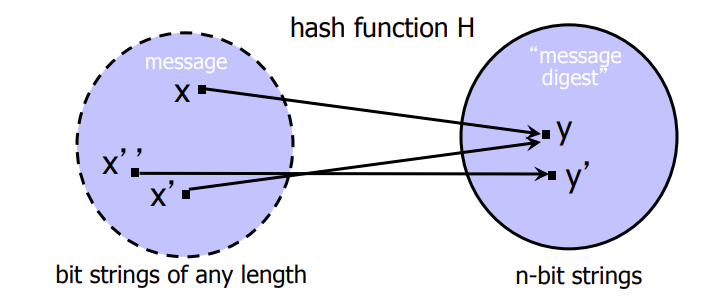 hash function H
message
x
x’’
x’
“message
digest”
y
y’
bit strings of any length
n-bit strings